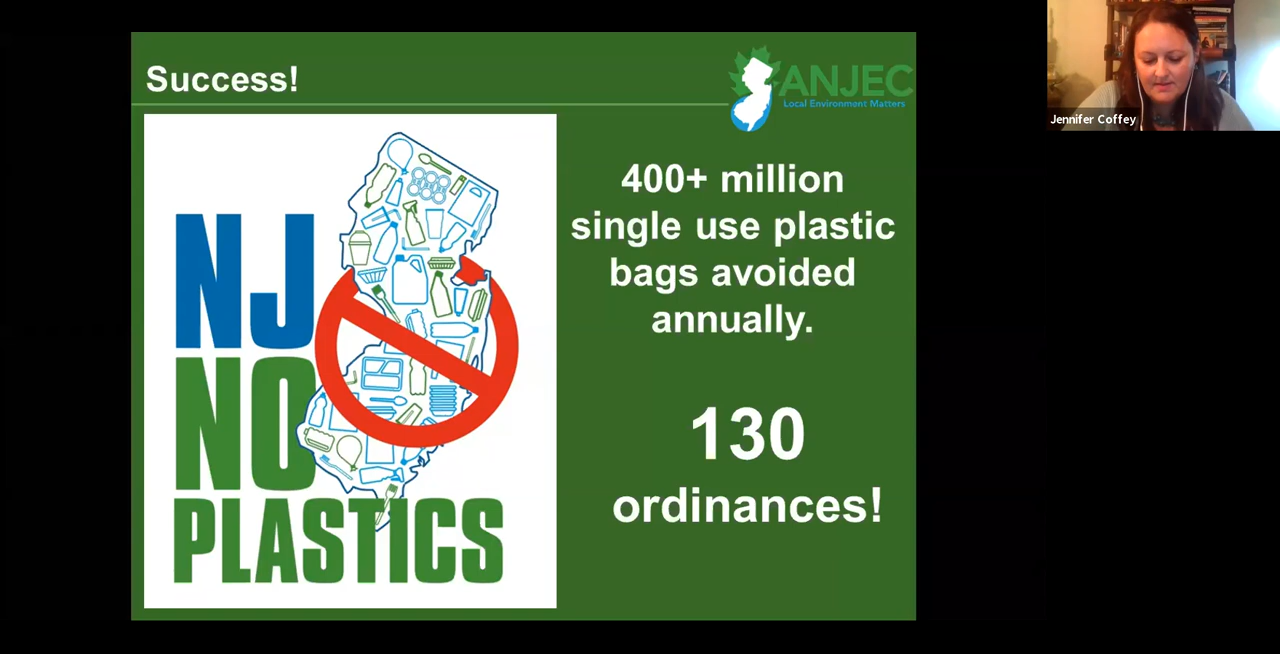 Success!
ANJEC
Local Environment Matters
Jennifer Coffey
NJ
NO
PLASTICS
400+ million
single use plastic
bags avoided
annually.
130
ordinances!